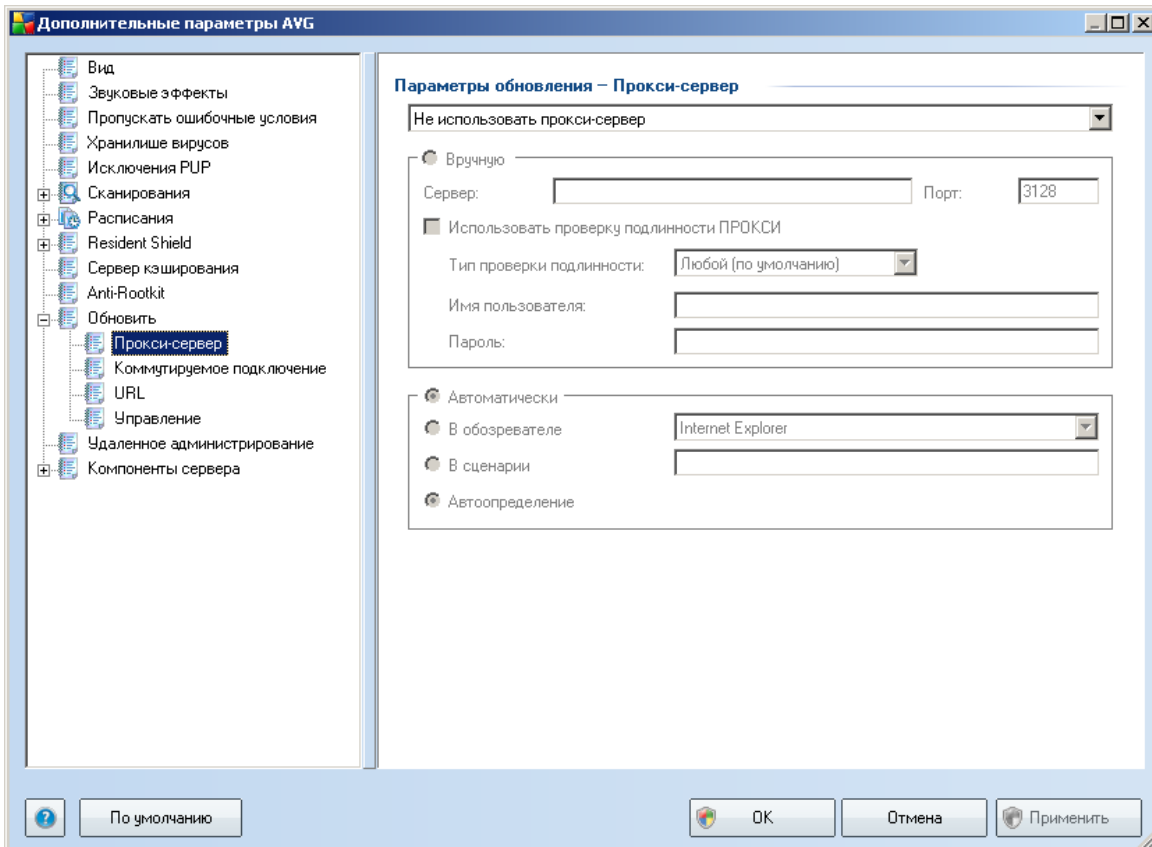 Дополнительные параметры AVG
Вид
Звуковые эффекты
Пропускать ошибочные условия
Хранилише вирусов
Исключения PUP
Сканирования
Расписания
Resident Shield
Сервер кэширования
Anti-Rootkit
Обновить
Прокси-сервер
Коммутируемое подключение
URL
Управление
Удаленное администрирование
Компоненты сервера
Параметры обновления – Прокси-сервер
Не использовать прокси-сервер
Вручную
Сервер: Порт: 3128
Использовать проверку подлинности ПРОКСИ
Тип проверки подлинности: Любой (по умолчанию)
Имя пользователя:
Пароль:
Автоматически
В обозревателе Internet Explorer
В сценарии
Автоопределение
По умолчанию OK Отмена Применить